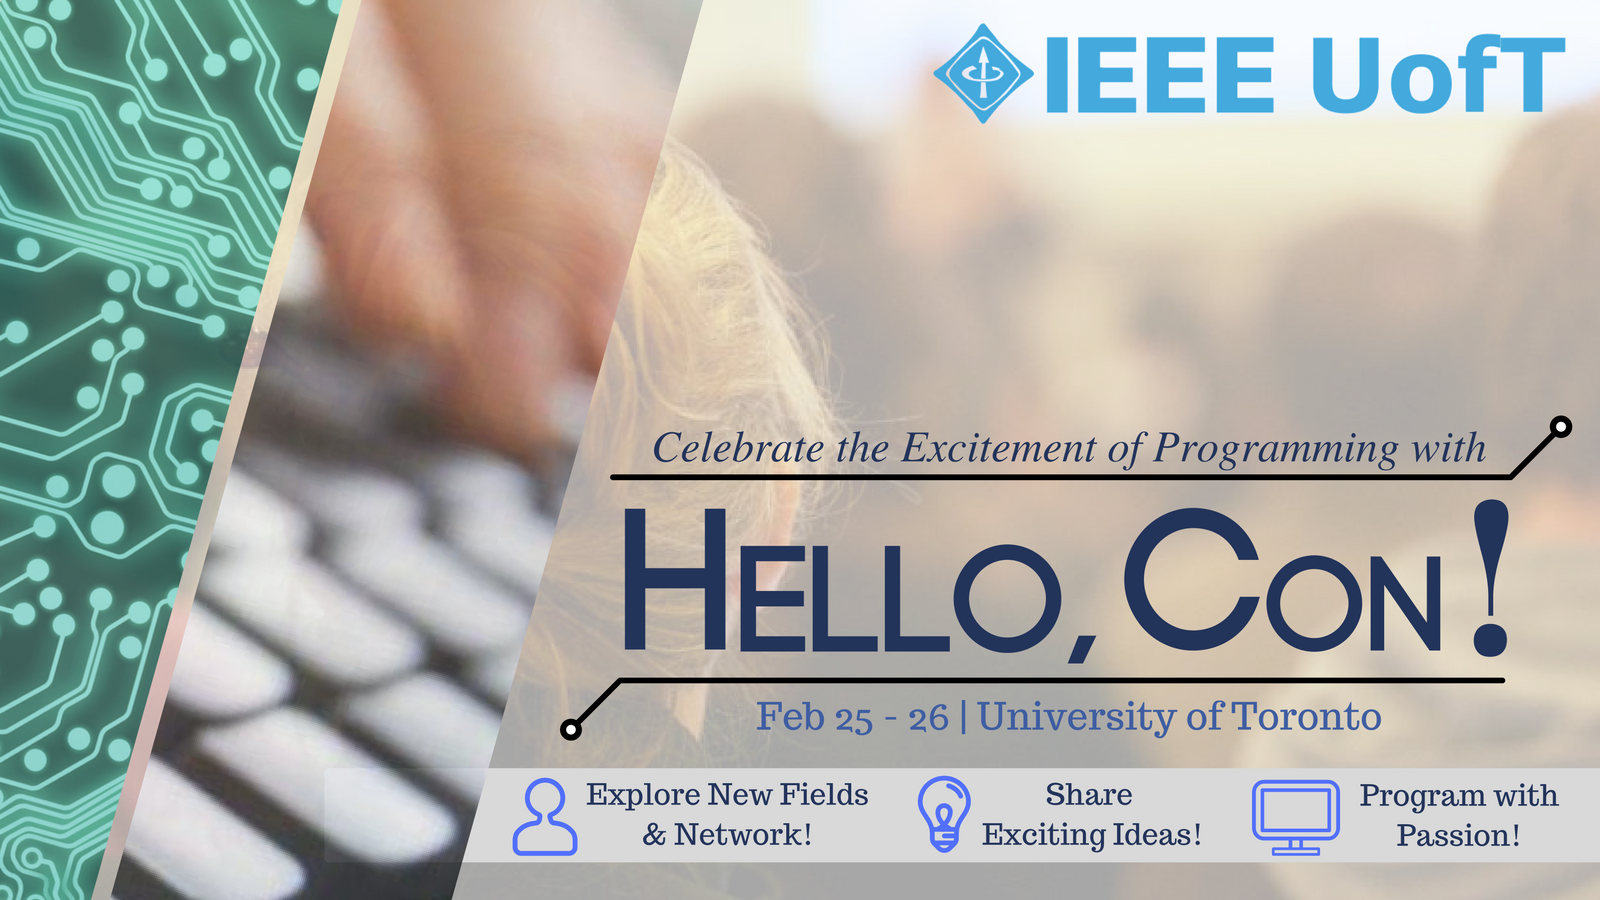 IEEE UofT
Celebrate the Excitement of Programming with
Hello, Con!
Feb 25 - 26 | University of Toronto
Explore New Fields
& Network!
Share
Exciting Ideas!
Program with
Passion!